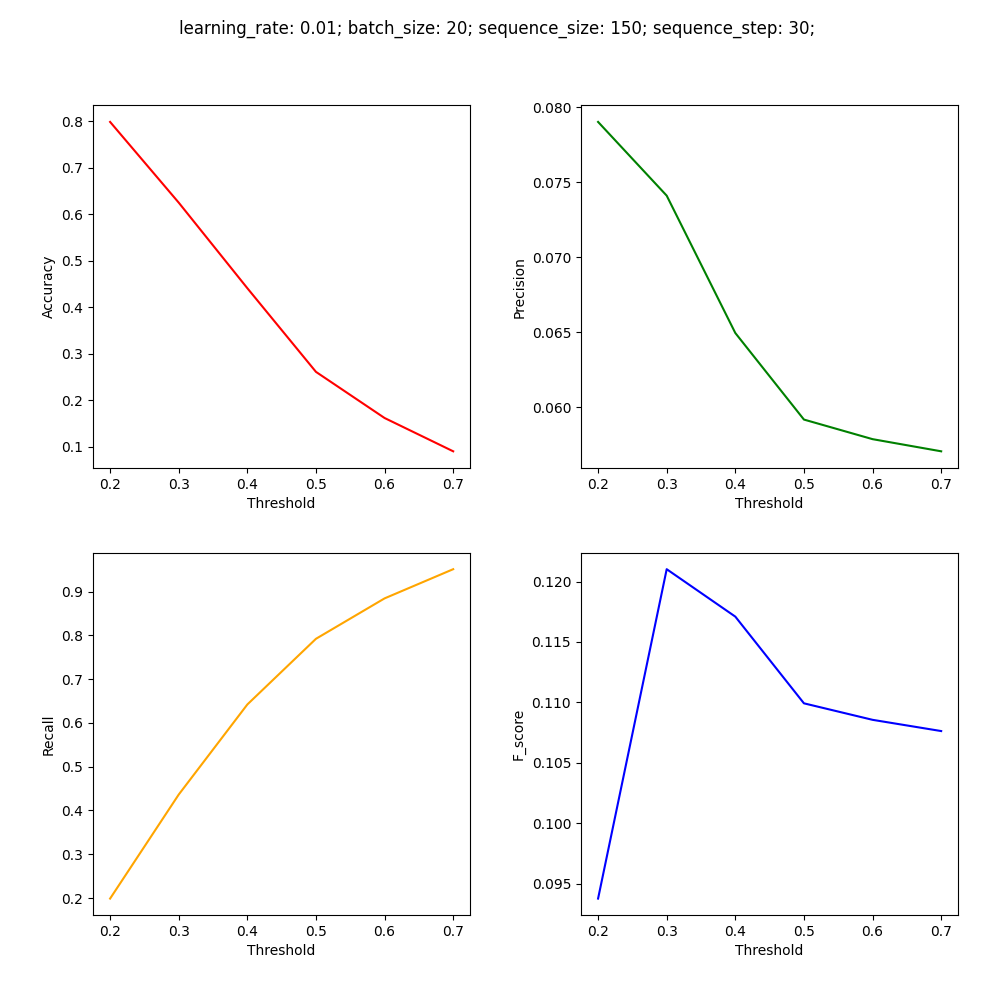 learning_rate: 0.01; batch_size: 20; sequence_size: 150; sequence_step: 30;
Accuracy
0.8
0.7
0.6
0.5
0.4
0.3
0.2
0.1
0.2 0.3 0.4 0.5 0.6 0.7
Threshold
Precision
0.080
0.075
0.070
0.065
0.060
0.2 0.3 0.4 0.5 0.6 0.7
Threshold
Recall
0.9
0.8
0.7
0.6
0.5
0.4
0.3
0.2
0.2 0.3 0.4 0.5 0.6 0.7
Threshold
F_score
0.120
0.115
0.110
0.105
0.100
0.095
0.2 0.3 0.4 0.5 0.6 0.7
Threshold